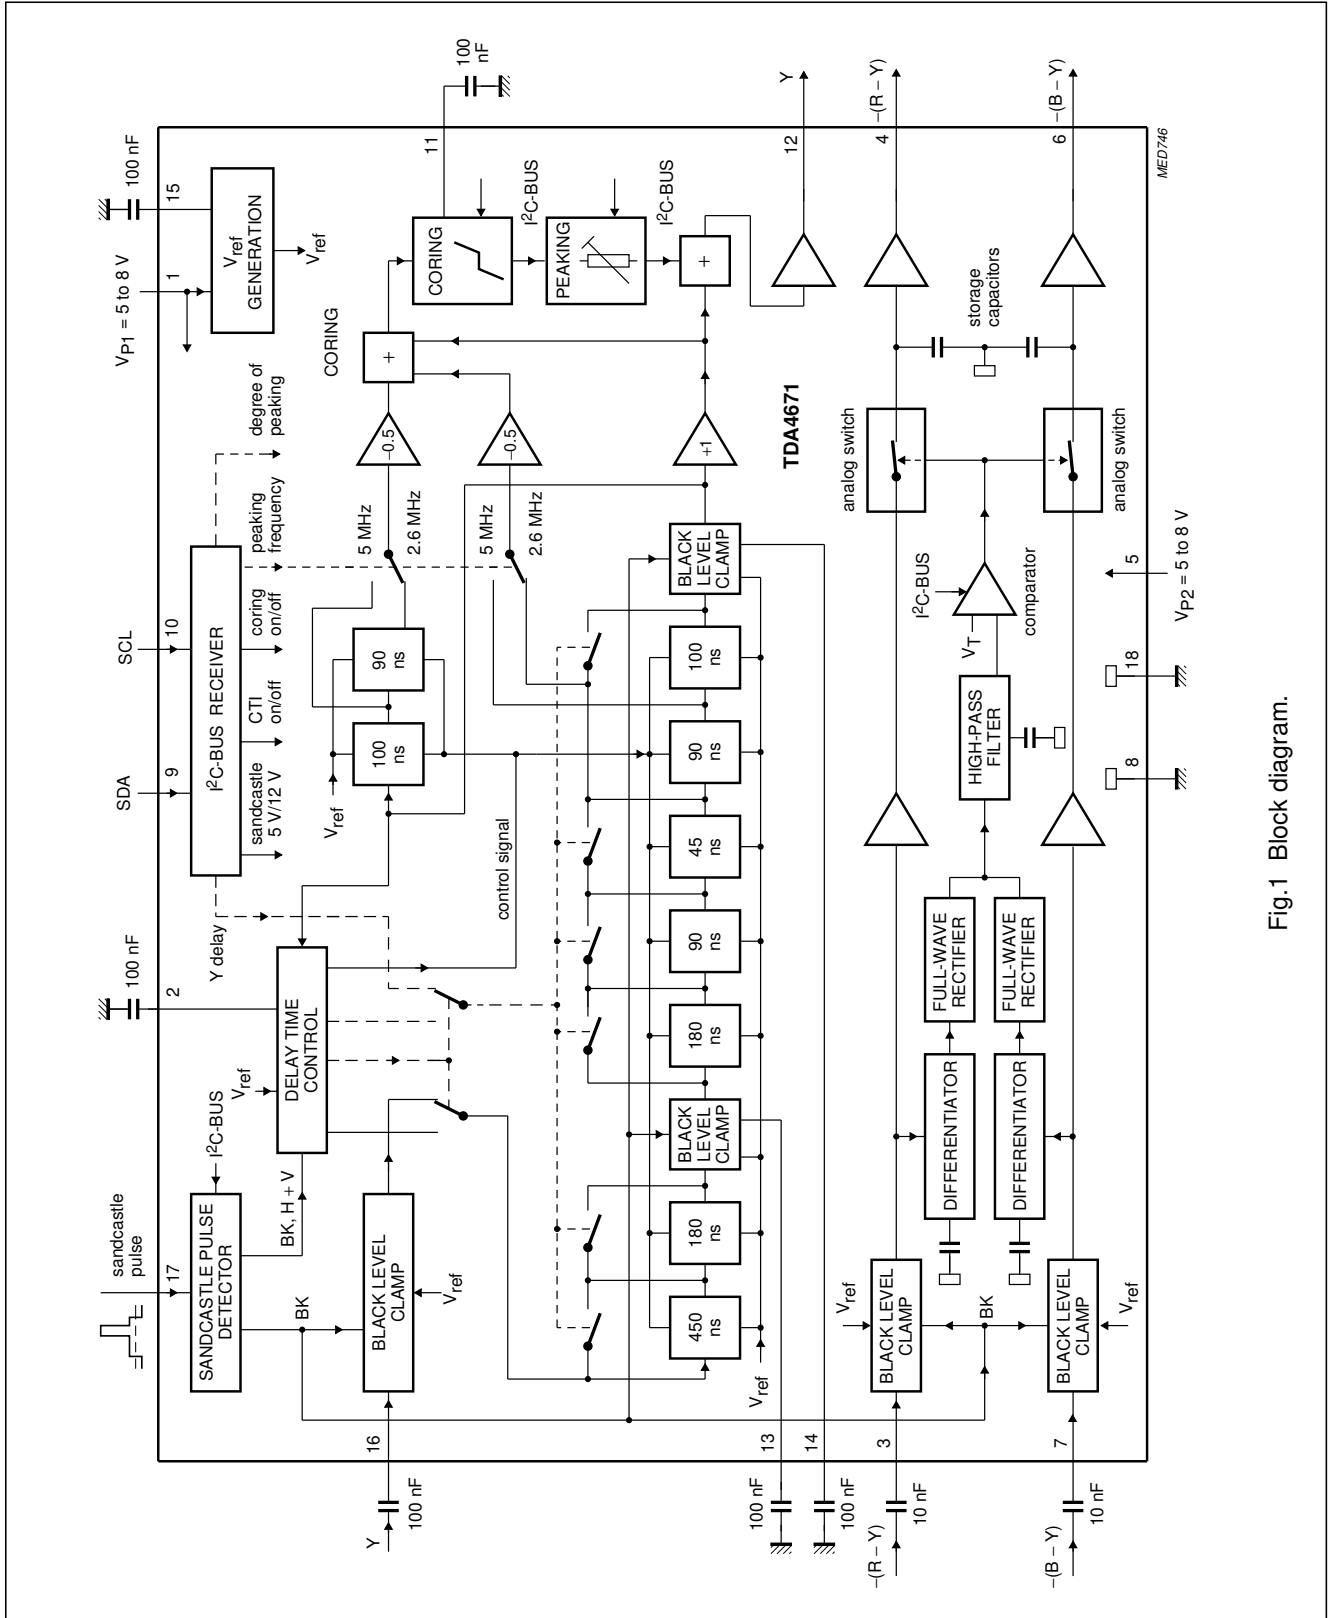 sandcastle
pulse
17
SANDCASTLE PULSE
DETECTOR
I²C-BUS
BK, H + V
BK
Vref
DELAY TIME
CONTROL
2
100 nF
Y delay
SDA
9
SCL
10
I²C-BUS RECEIVER
sandcastle
5 V/12 V
CTI
on/off
coring
on/off
peaking
frequency
degree of
peaking
VP1 = 5 to 8 V
1
15
100 nF
Vref
GENERATION
Vref
Y
100 nF
16
BLACK LEVEL
CLAMP
Vref
control signal
Vref
100
ns
90
ns
5 MHz
2.6 MHz
5 MHz
2.6 MHz
−0.5
−0.5
+1
+
CORING
CORING
11
100
nF
I²C-BUS
PEAKING
I²C-BUS
+
12
Y
450
ns
180
ns
BLACK
LEVEL
CLAMP
180
ns
90
ns
45
ns
90
ns
100
ns
BLACK
LEVEL
CLAMP
Vref
TDA4671
13
100 nF
14
100 nF
−(R − Y)
10 nF
3
Vref
BLACK LEVEL
CLAMP
BK
−(B − Y)
10 nF
7
BLACK LEVEL
CLAMP
Vref
DIFFERENTIATOR
DIFFERENTIATOR
FULL-WAVE
RECTIFIER
FULL-WAVE
RECTIFIER
HIGH-PASS
FILTER
VT
I²C-BUS
comparator
analog switch
analog switch
storage
capacitors
4
−(R − Y)
6
−(B − Y)
8
18
5
VP2 = 5 to 8 V
MED746
Fig.1 Block diagram.